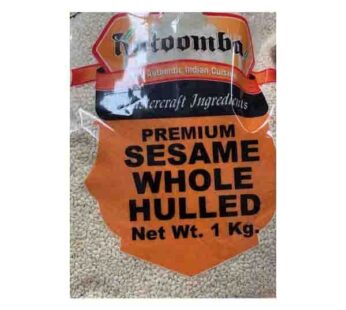 Katoomba
Authentic Indian Cuisine
Mastercraft Ingredients
PREMIUM
SESAME
WHOLE
HULLED
Net Wt. 1 Kg.